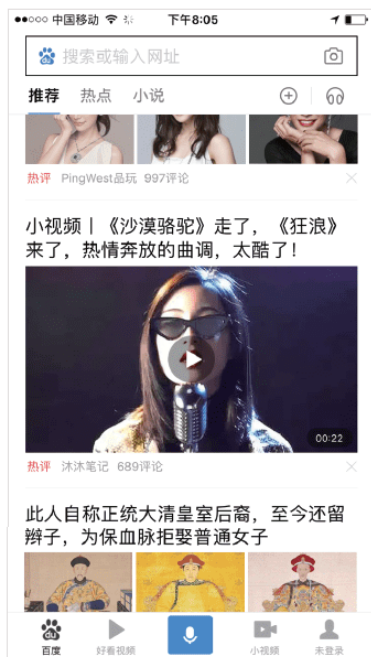 中国移动 下午8:05
搜索或输入网址
推荐 热点 小说
热评 PingWest品玩 997评论
小视频丨《沙漠骆驼》走了，《狂浪》
来了，热情奔放的曲调，太酷了！
00:22
热评 沐沐笔记 689评论
此人自称正统大清皇室后裔，至今还留
辫子，为保血脉拒娶普通女子
百度 好看视频 小视频 未登录